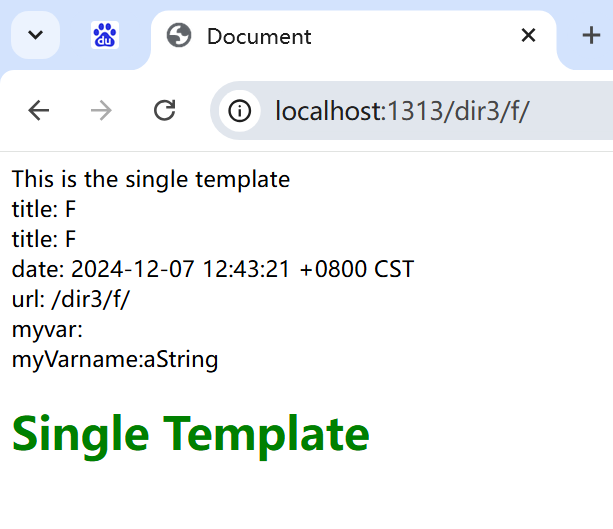 du
Document
localhost:1313/dir3/f/
This is the single template
title: F
title: F
date: 2024-12-07 12:43:21 +0800 CST
url: /dir3/f/
myvar:
myVarname:aString
Single Template